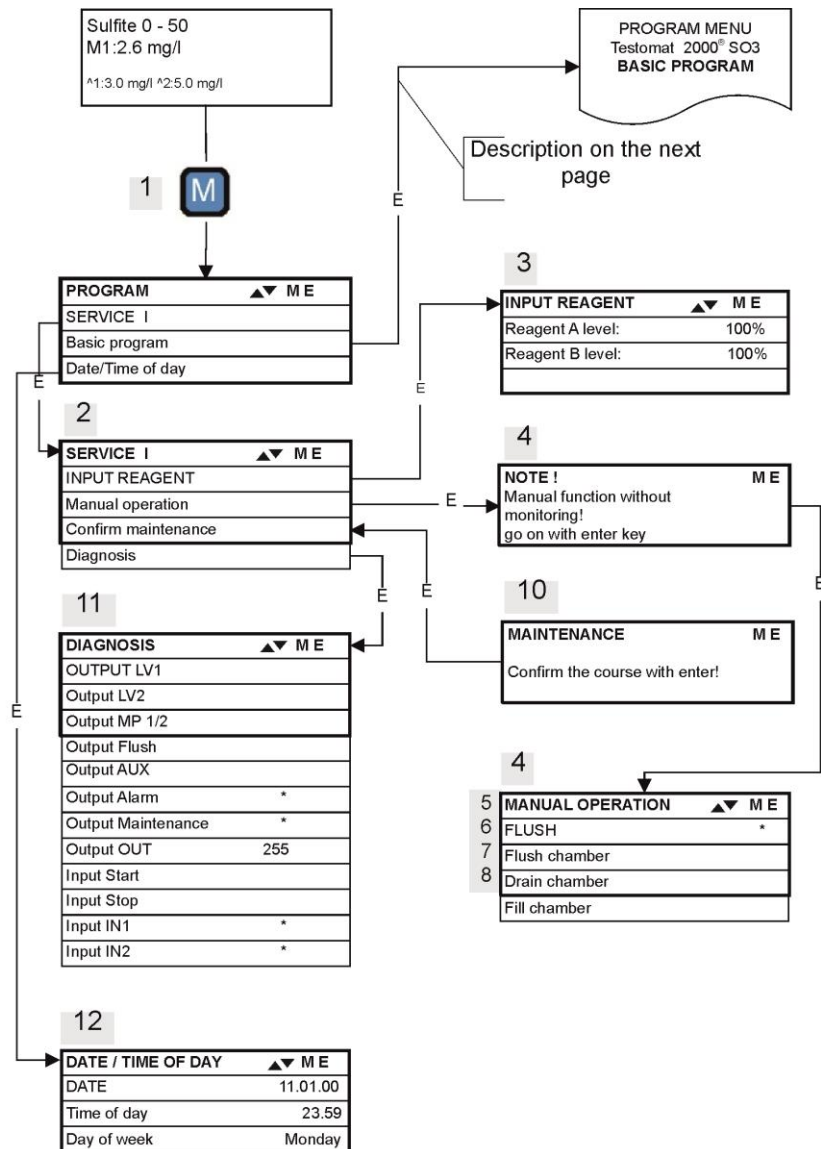 Sulfite 0 - 50
M1:2.6 mg/l
^1:3.0 mg/l ^2:5.0 mg/l
PROGRAM MENU
Testomat 2000® SO3
BASIC PROGRAM
Description on the next
page
1
M
E
PROGRAM ▲▼ M E
SERVICE I
Basic program
Date/Time of day
E
3
INPUT REAGENT ▲▼ M E
Reagent A level: 100%
Reagent B level: 100%
E
2
SERVICE I ▲▼ M E
INPUT REAGENT
Manual operation
Confirm maintenance
Diagnosis
E
4
NOTE ! M E
Manual function without
monitoring!
go on with enter key
E
E
E
10
MAINTENANCE M E
Confirm the course with enter!
11
DIAGNOSIS ▲▼ M E
OUTPUT LV1
Output LV2
Output MP 1/2
Output Flush
Output AUX
Output Alarm *
Output Maintenance *
Output OUT 255
Input Start
Input Stop
Input IN1 *
Input IN2 *
E
4
5 MANUAL OPERATION ▲▼ M E
6 FLUSH *
7 Flush chamber
8 Drain chamber
Fill chamber
12
DATE / TIME OF DAY ▲▼ M E
DATE 11.01.00
Time of day 23.59
Day of week Monday